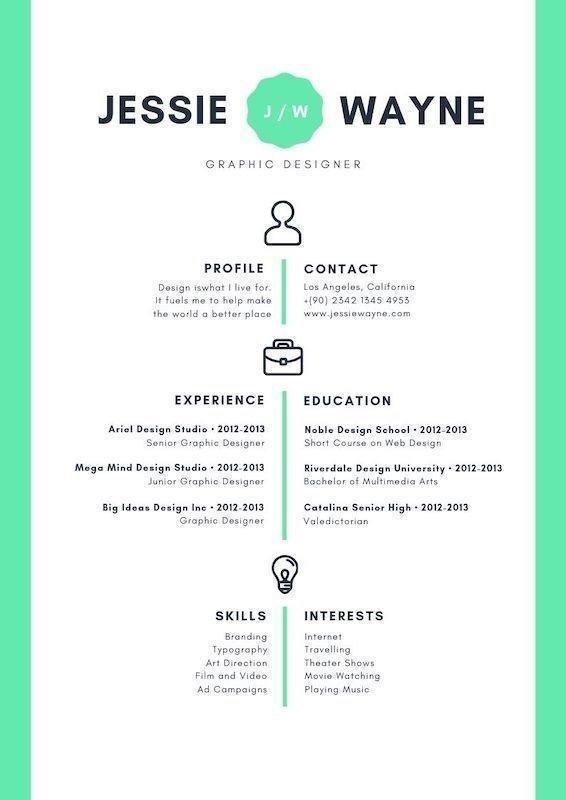 JESSIE J / W WAYNE
GRAPHIC DESIGNER
PROFILE
Design iswhat I live for.
It fuels me to help make
the world a better place
CONTACT
Los Angeles, California
+(90) 2342 1345 4953
www.jessiewayne.com
EXPERIENCE
Ariel Design Studio • 2012-2013
Senior Graphic Designer
Mega Mind Design Studio • 2012-2013
Junior Graphic Designer
Big Ideas Design Inc • 2012-2013
Graphic Designer
EDUCATION
Noble Design School • 2012-2013
Short Course on Web Design
Riverdale Design University • 2012-2013
Bachelor of Multimedia Arts
Catalina Senior High • 2012-2013
Valedictorian
SKILLS
Branding
Typography
Art Direction
Film and Video
Ad Campaigns
INTERESTS
Internet
Travelling
Theater Shows
Movie Watching
Playing Music